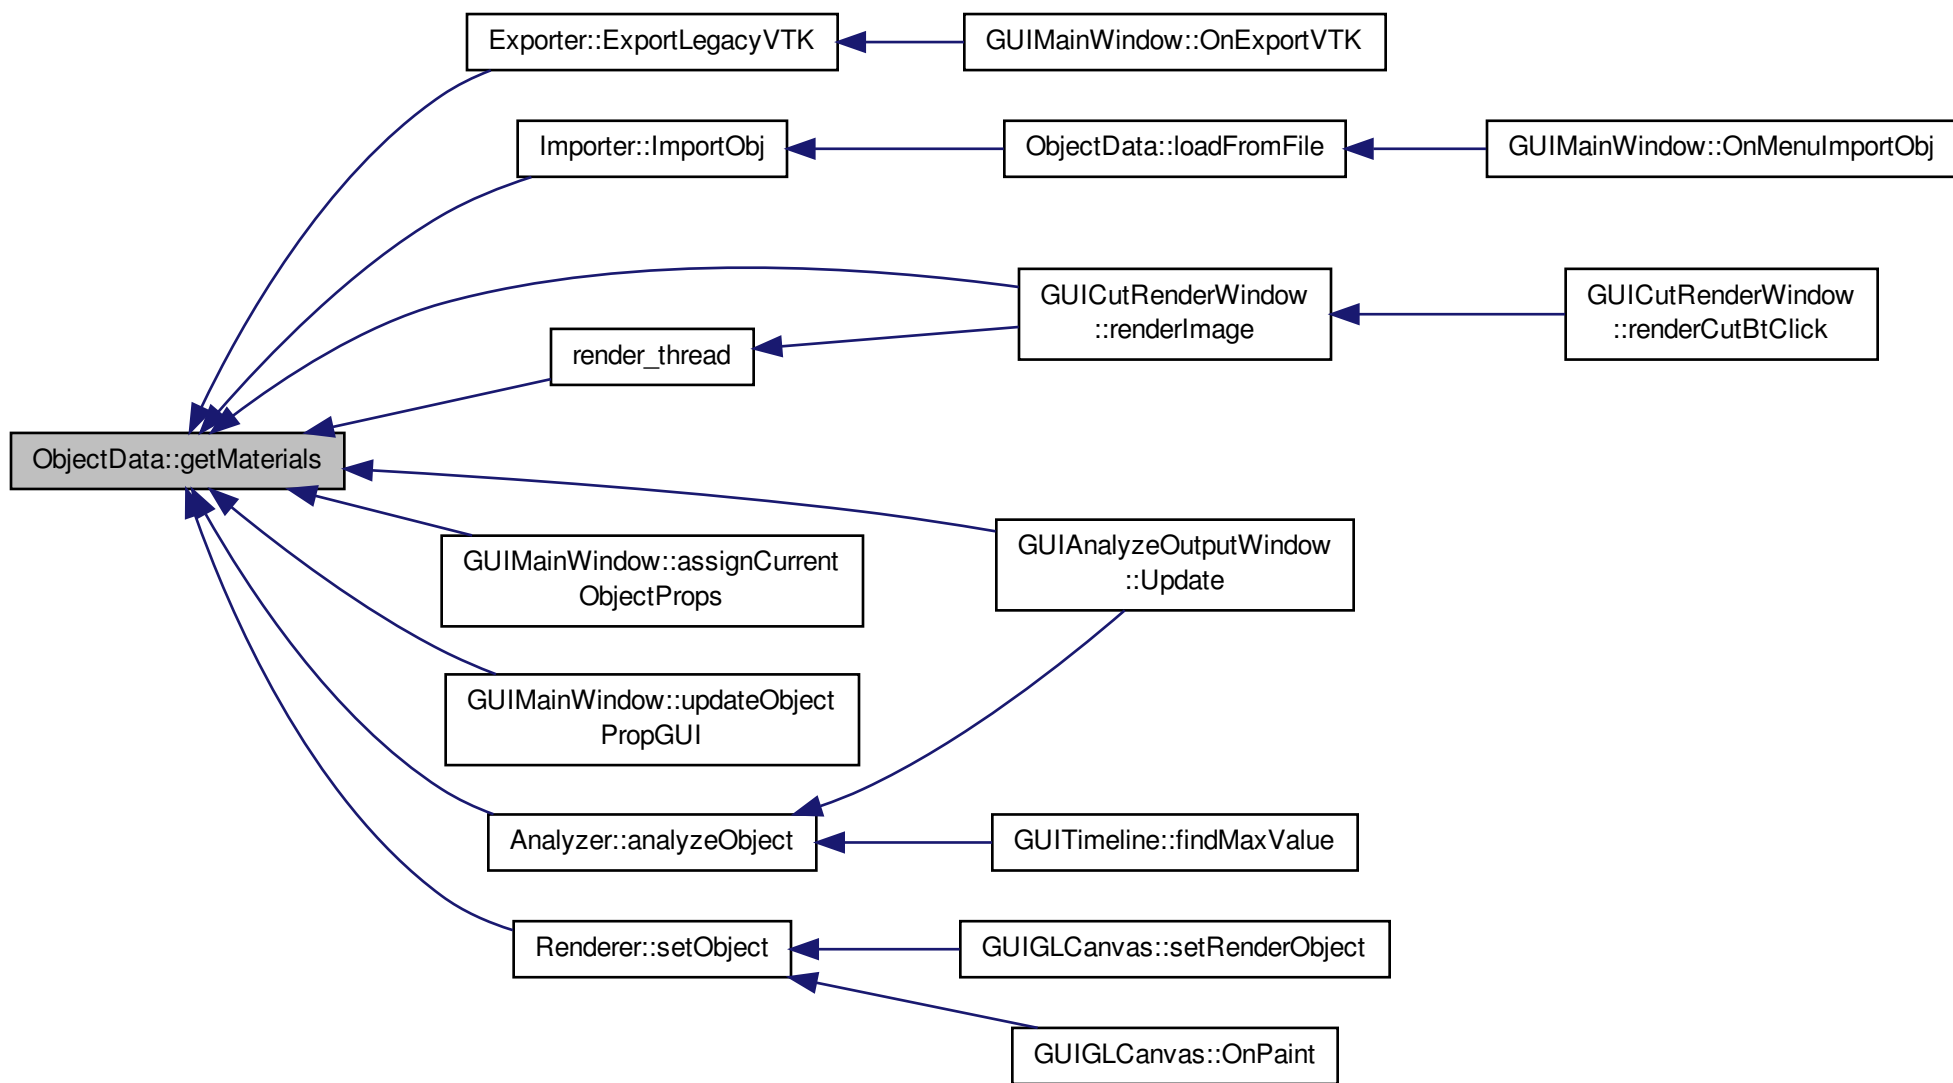 Exporter::ExportLegacyVTK
GUIMainWindow::OnExportVTK
Importer::ImportObj
ObjectData::loadFromFile
GUIMainWindow::OnMenuImportObj
GUICutRenderWindow
::renderImage
GUICutRenderWindow
::renderCutBtClick
render_thread
ObjectData::getMaterials
GUIMainWindow::assignCurrent
ObjectProps
GUIAnalyzeOutputWindow
::Update
GUIMainWindow::updateObject
PropGUI
Analyzer::analyzeObject
GUITimeline::findMaxValue
Renderer::setObject
GUIGLCanvas::setRenderObject
GUIGLCanvas::OnPaint